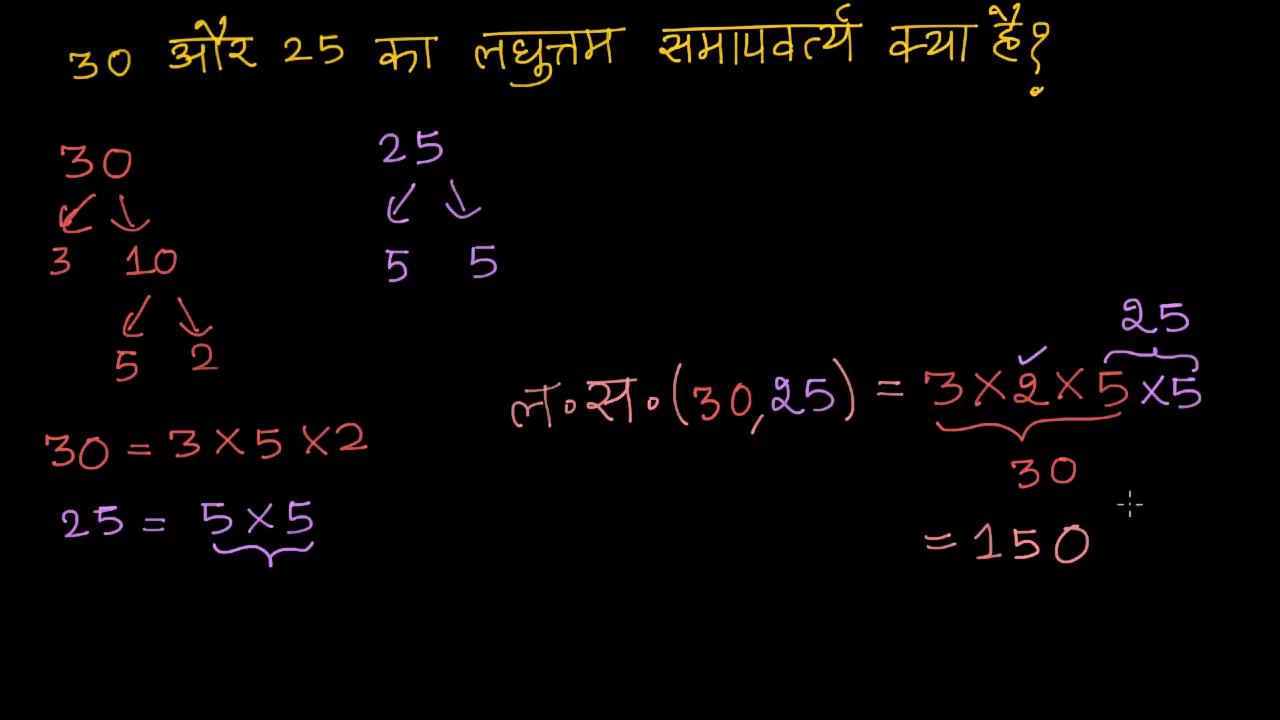 30 और 25 का लघुत्तम समापवर्त्य क्या है?
30
25
3 10
5 5
5 2
25
ल.स.(30,25) = 3×2×5×5
30
30 = 3×5×2
25 = 5×5
= 150